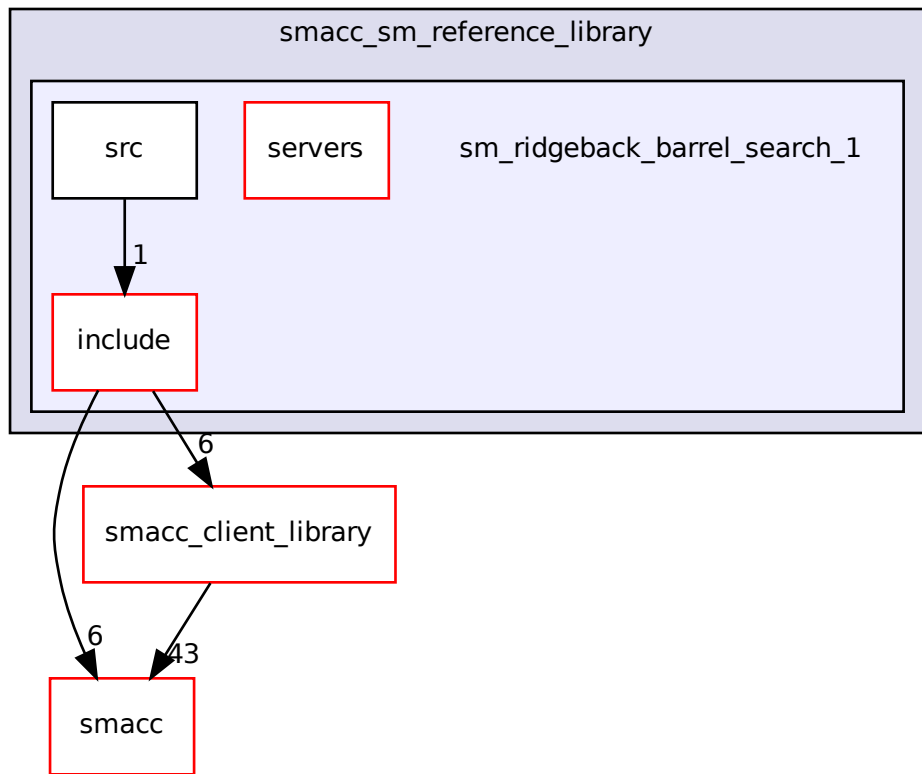 smacc_sm_reference_library
src
servers
sm_ridgeback_barrel_search_1
1
include
6
smacc_client_library
6
43
smacc